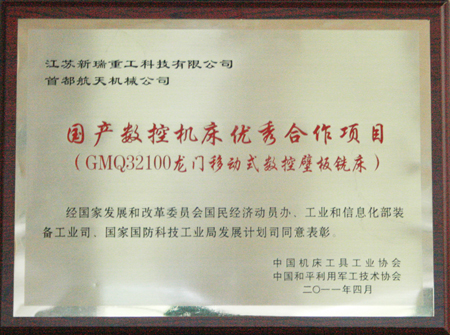 江苏新瑞重工科技有限公司
首都航天机械公司
国产数控机床优秀合作项目
（GMQ32100龙门移动式数控壁板铣床）
经国家发展和改革委员会国民经济动员办、工业和信息化部装
备工业司、国家国防科技工业局发展计划司同意表彰。
中国机床工具工业协会
中国和平利用军工技术协会
二〇一一年四月